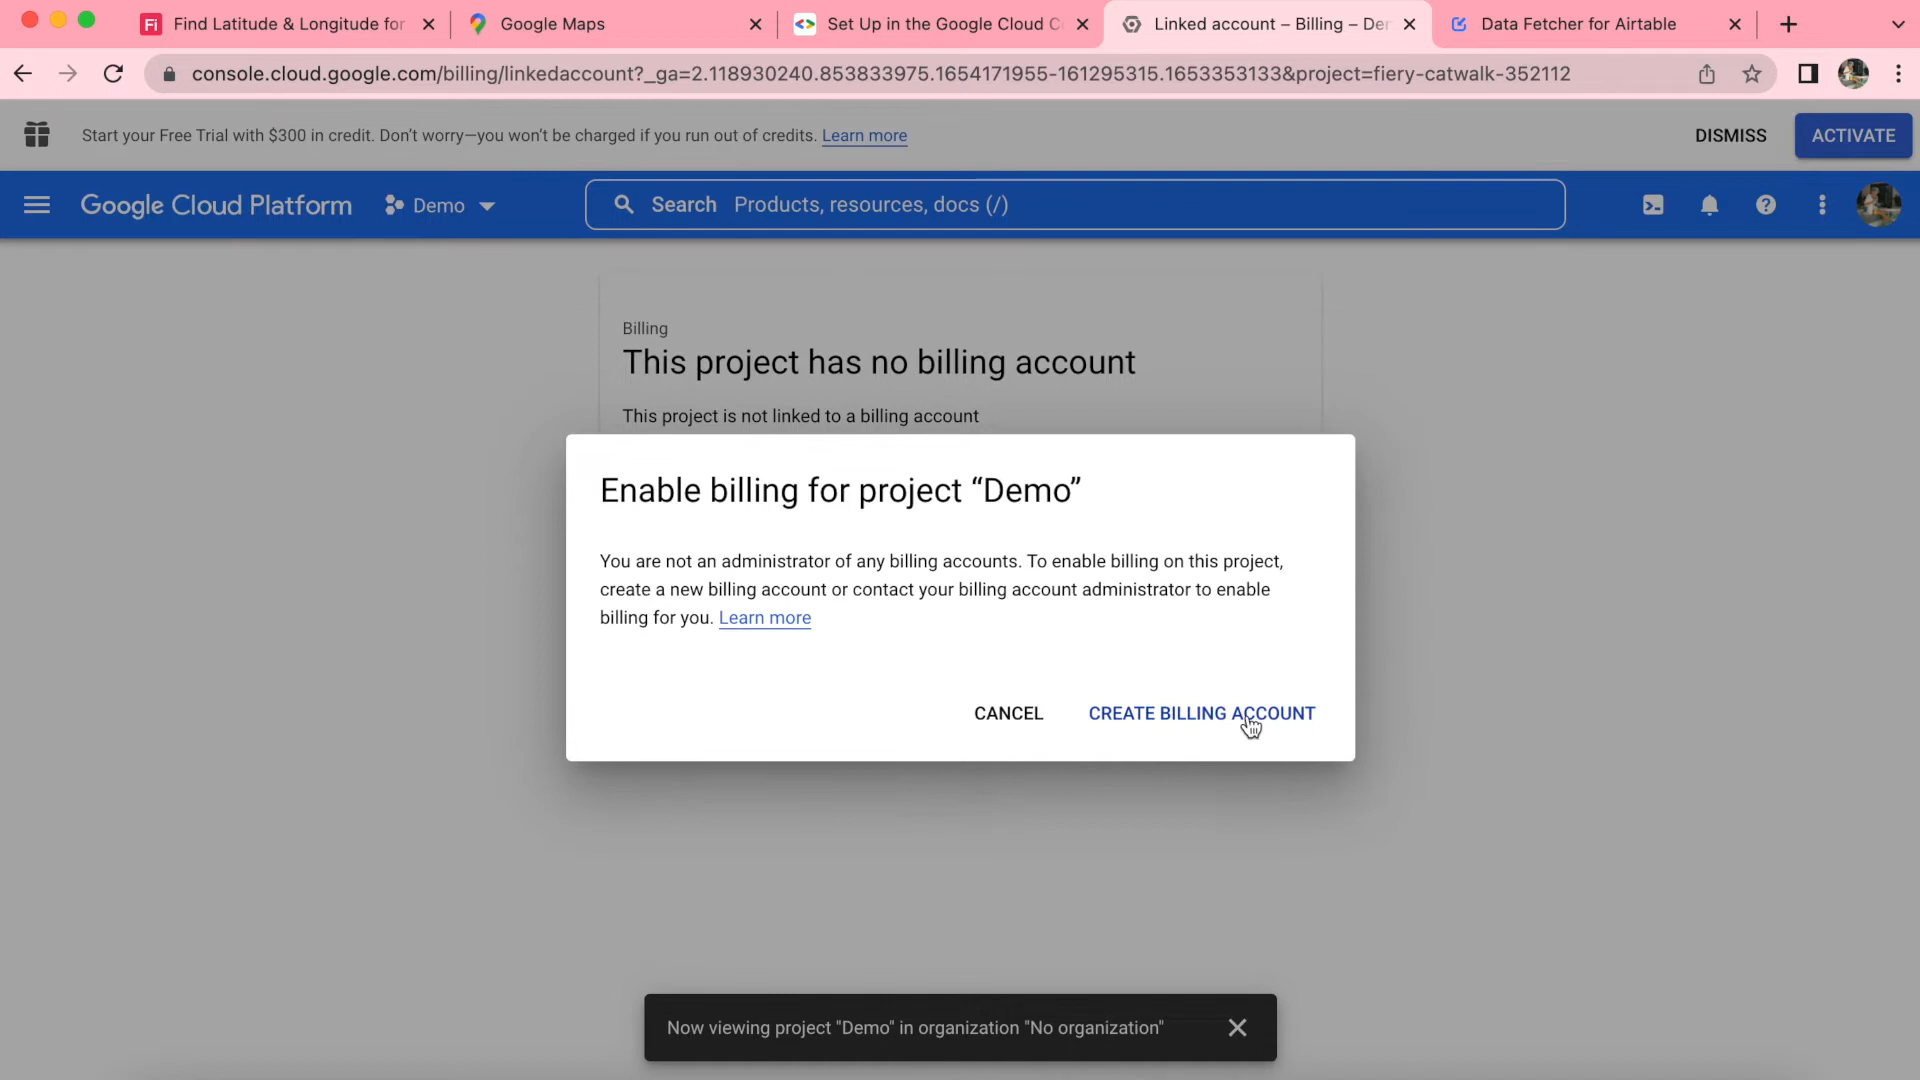 Fi Find Latitude & Longitude for
Google Maps
Set Up in the Google Cloud C
Linked account – Billing – Der
Data Fetcher for Airtable
console.cloud.google.com/billing/linkedaccount?_ga=2.118930240.853833975.1654171955-161295315.1653353133&project=fiery-catwalk-352112
Start your Free Trial with $300 in credit. Don't worry—you won't be charged if you run out of credits. Learn more
DISMISS
ACTIVATE
Google Cloud Platform
Demo
Search Products, resources, docs (/)
Billing
This project has no billing account
This project is not linked to a billing account
Enable billing for project “Demo”
You are not an administrator of any billing accounts. To enable billing on this project,
create a new billing account or contact your billing account administrator to enable
billing for you. Learn more
CANCEL
CREATE BILLING ACCOUNT
Now viewing project "Demo" in organization "No organization"